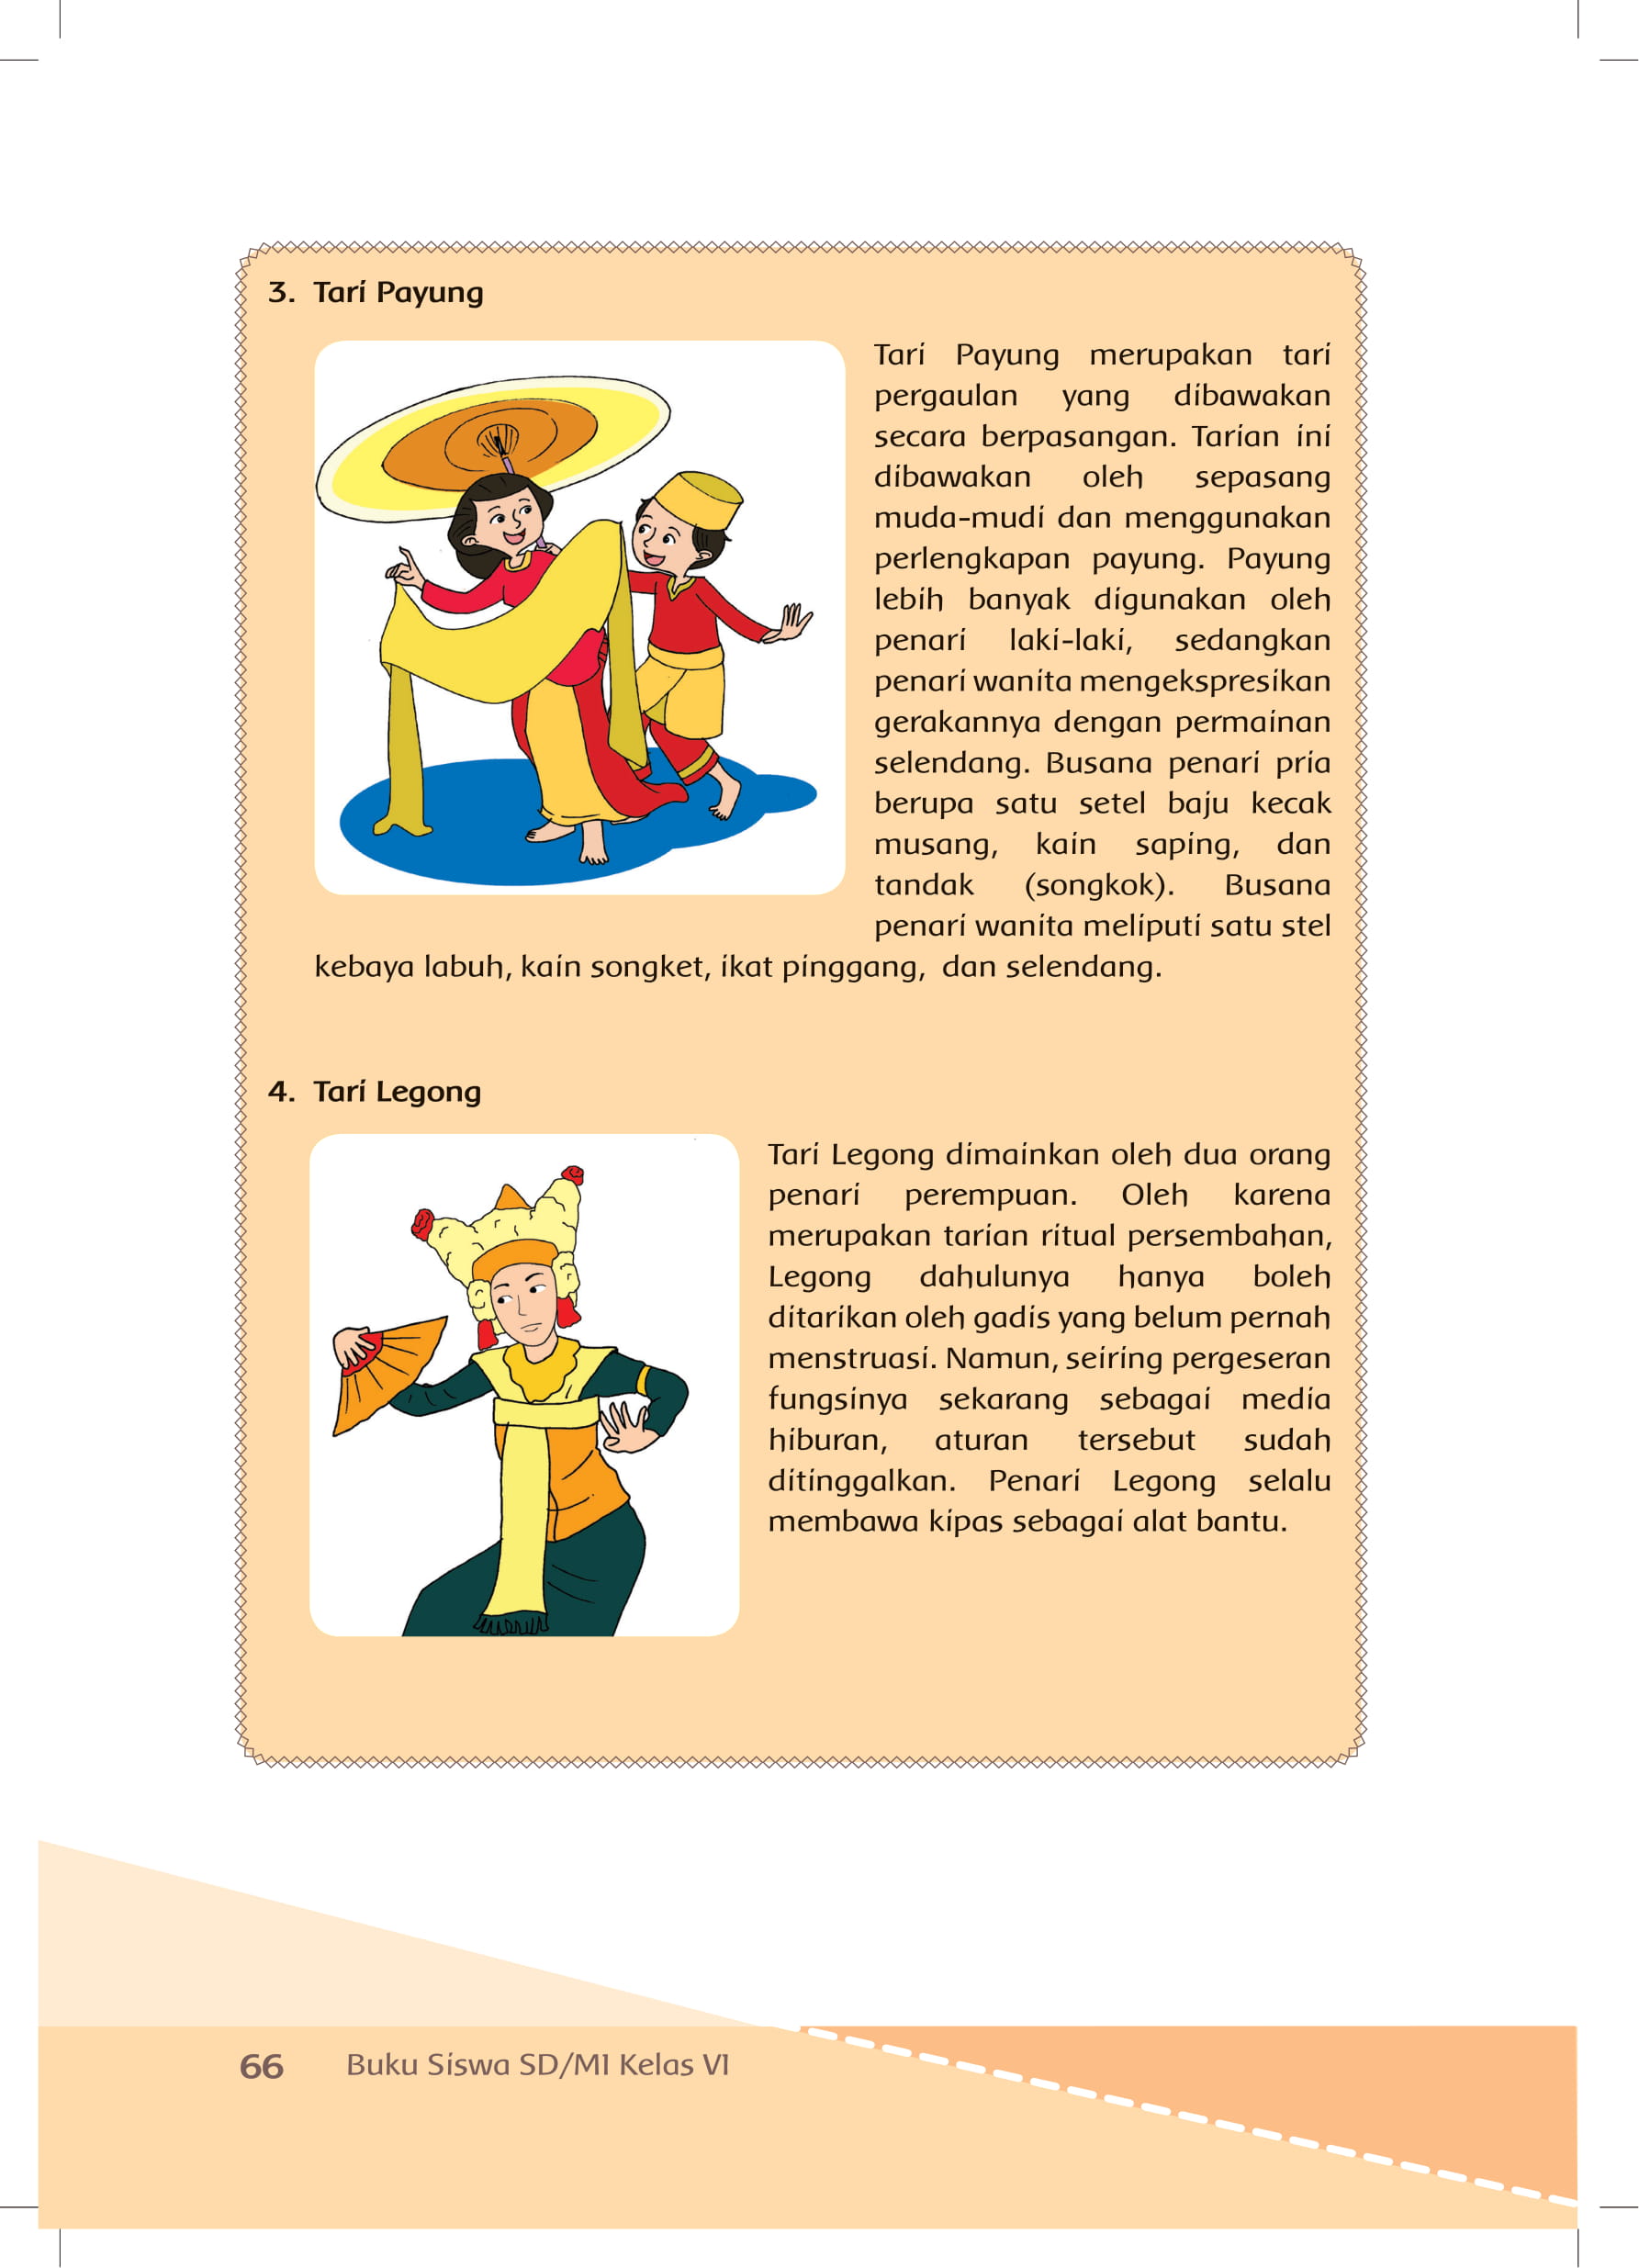 3. Tari Payung
Tari Payung merupakan tari
pergaulan yang dibawakan
secara berpasangan. Tarian ini
dibawakan oleh sepasang
muda-mudi dan menggunakan
perlengkapan payung. Payung
lebih banyak digunakan oleh
penari laki-laki, sedangkan
penari wanita mengekspresikan
gerakannya dengan permainan
selendang. Busana penari pria
berupa satu setel baju kecak
musang, kain saping, dan
tandak (songkok). Busana
penari wanita meliputi satu stel
kebaya labuh, kain songket, ikat pinggang, dan selendang.
4. Tari Legong
Tari Legong dimainkan oleh dua orang
penari perempuan. Oleh karena
merupakan tarian ritual persembahan,
Legong dahulunya hanya boleh
ditarikan oleh gadis yang belum pernah
menstruasi. Namun, seiring pergeseran
fungsinya sekarang sebagai media
hiburan, aturan tersebut sudah
ditinggalkan. Penari Legong selalu
membawa kipas sebagai alat bantu.
66 Buku Siswa SD/MI Kelas VI